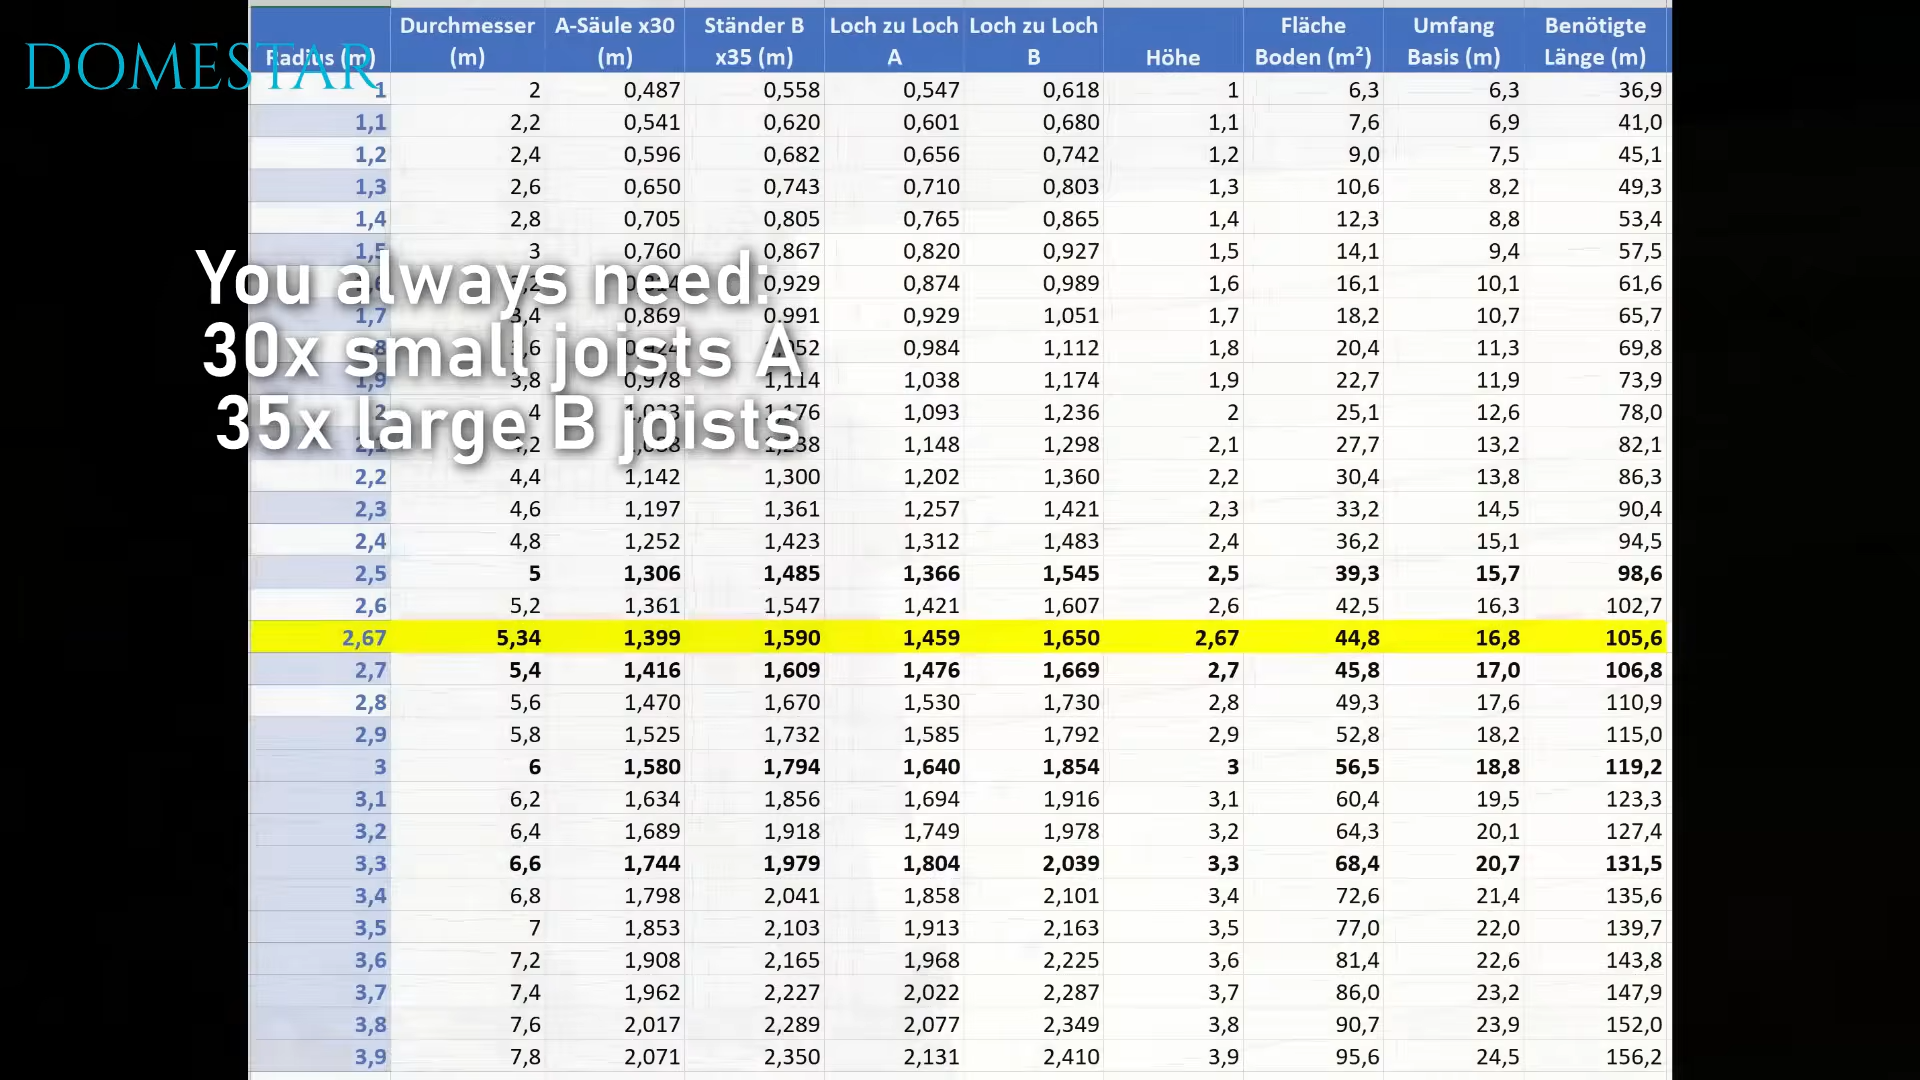 DOMESTAR
Radius (m) Durchmesser (m) A-Säule x30 (m) Ständer B x35 (m) Loch zu Loch A Loch zu Loch B Höhe Fläche Boden (m²) Umfang Basis (m) Benötigte Länge (m)
1 2 0,487 0,558 0,547 0,618 1 6,3 6,3 36,9
1,1 2,2 0,541 0,620 0,601 0,680 1,1 7,6 6,9 41,0
1,2 2,4 0,596 0,682 0,656 0,742 1,2 9,0 7,5 45,1
1,3 2,6 0,650 0,743 0,710 0,803 1,3 10,6 8,2 49,3
1,4 2,8 0,705 0,805 0,765 0,865 1,4 12,3 8,8 53,4
1,5 3 0,760 0,867 0,820 0,927 1,5 14,1 9,4 57,5
You always need:
0,929 0,874 0,989 1,6 16,1 10,1 61,6
1,7 3,4 0,869 0,991 0,929 1,051 1,7 18,2 10,7 65,7
30x small joists A
0,984 1,112 1,8 20,4 11,3 69,8
1,9 3,8 0,978 1,114 1,038 1,174 1,9 22,7 11,9 73,9
2 4 1,033 1,176 1,093 1,236 2 25,1 12,6 78,0
35x large B joists
1,148 1,298 2,1 27,7 13,2 82,1
2,2 4,4 1,142 1,300 1,202 1,360 2,2 30,4 13,8 86,3
2,3 4,6 1,197 1,361 1,257 1,421 2,3 33,2 14,5 90,4
2,4 4,8 1,252 1,423 1,312 1,483 2,4 36,2 15,1 94,5
2,5 5 1,306 1,485 1,366 1,545 2,5 39,3 15,7 98,6
2,6 5,2 1,361 1,547 1,421 1,607 2,6 42,5 16,3 102,7
2,67 5,34 1,399 1,590 1,459 1,650 2,67 44,8 16,8 105,6
2,7 5,4 1,416 1,609 1,476 1,669 2,7 45,8 17,0 106,8
2,8 5,6 1,470 1,670 1,530 1,730 2,8 49,3 17,6 110,9
2,9 5,8 1,525 1,732 1,585 1,792 2,9 52,8 18,2 115,0
3 6 1,580 1,794 1,640 1,854 3 56,5 18,8 119,2
3,1 6,2 1,634 1,856 1,694 1,916 3,1 60,4 19,5 123,3
3,2 6,4 1,689 1,918 1,749 1,978 3,2 64,3 20,1 127,4
3,3 6,6 1,744 1,979 1,804 2,039 3,3 68,4 20,7 131,5
3,4 6,8 1,798 2,041 1,858 2,101 3,4 72,6 21,4 135,6
3,5 7 1,853 2,103 1,913 2,163 3,5 77,0 22,0 139,7
3,6 7,2 1,908 2,165 1,968 2,225 3,6 81,4 22,6 143,8
3,7 7,4 1,962 2,227 2,022 2,287 3,7 86,0 23,2 147,9
3,8 7,6 2,017 2,289 2,077 2,349 3,8 90,7 23,9 152,0
3,9 7,8 2,071 2,350 2,131 2,410 3,9 95,6 24,5 156,2